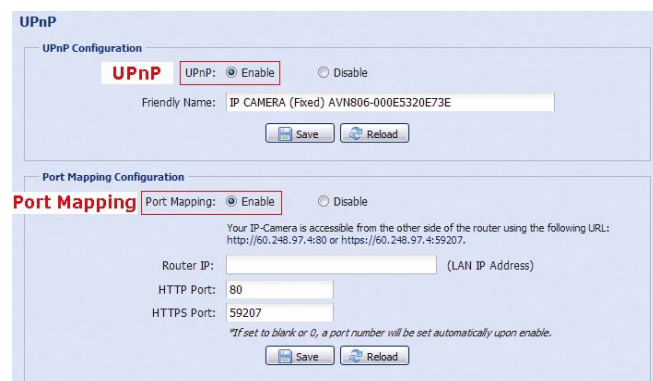 UPnP
UPnP Configuration
UPnP UPnP: Enable Disable
Friendly Name: IP CAMERA (Fixed) AVN806-000E5320E73E
Save Reload
Port Mapping Configuration
Port Mapping Port Mapping: Enable Disable
Your IP-Camera is accessible from the other side of the router using the following URL:
http://60.248.97.4:80 or https://60.248.97.4:59207.
Router IP: (LAN IP Address)
HTTP Port: 80
HTTPS Port: 59207
*If set to blank or 0, a port number will be set automatically upon enable.
Save Reload